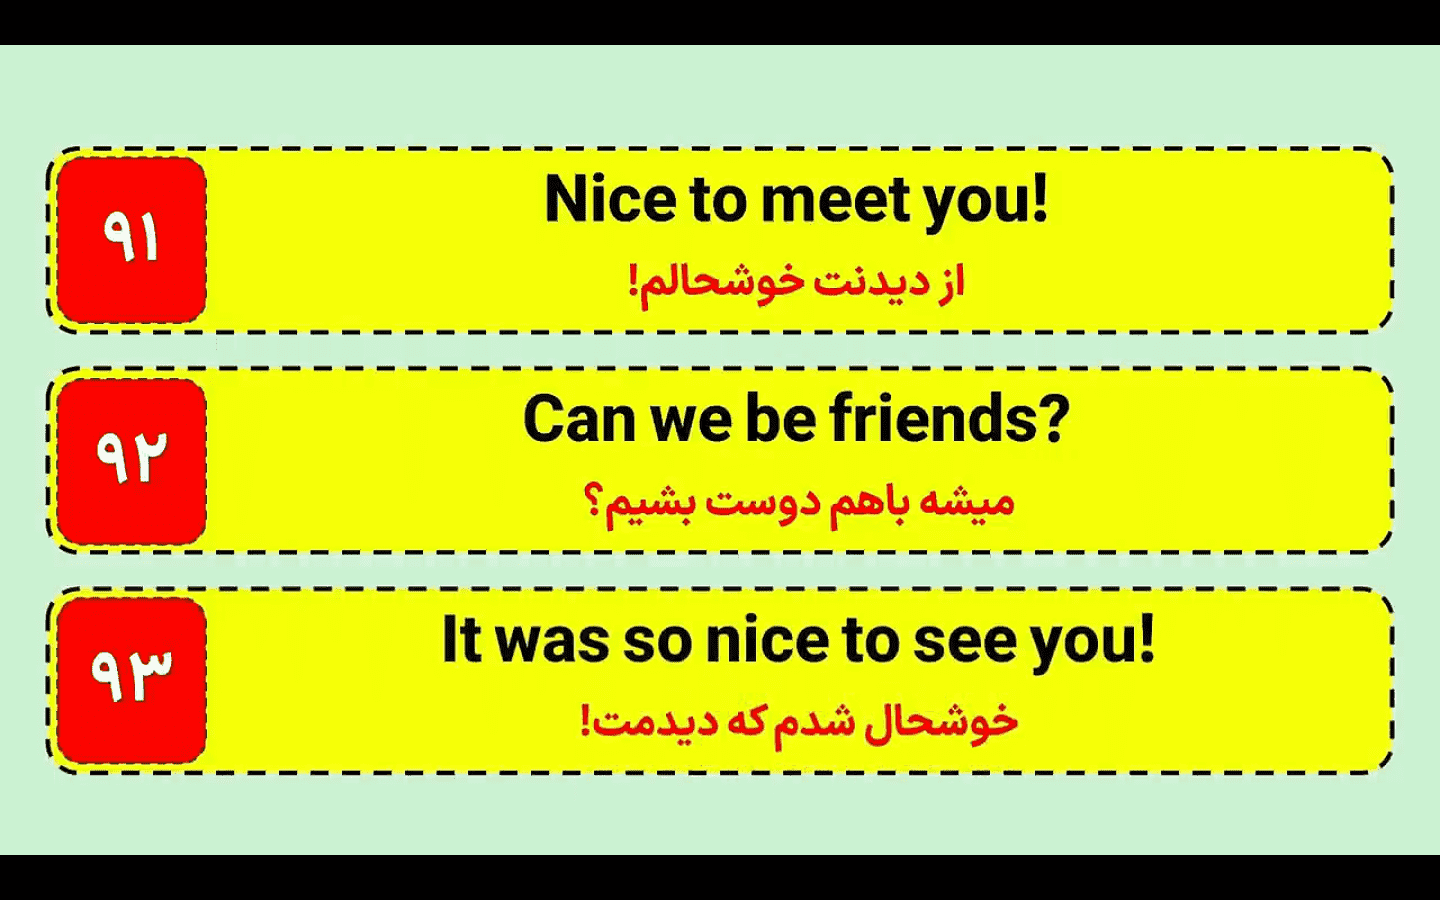 ۹۱
Nice to meet you!
از دیدنت خوشحالم!
۹۲
Can we be friends?
میشه باهم دوست بشیم؟
۹۳
It was so nice to see you!
خوشحال شدم که دیدمت!